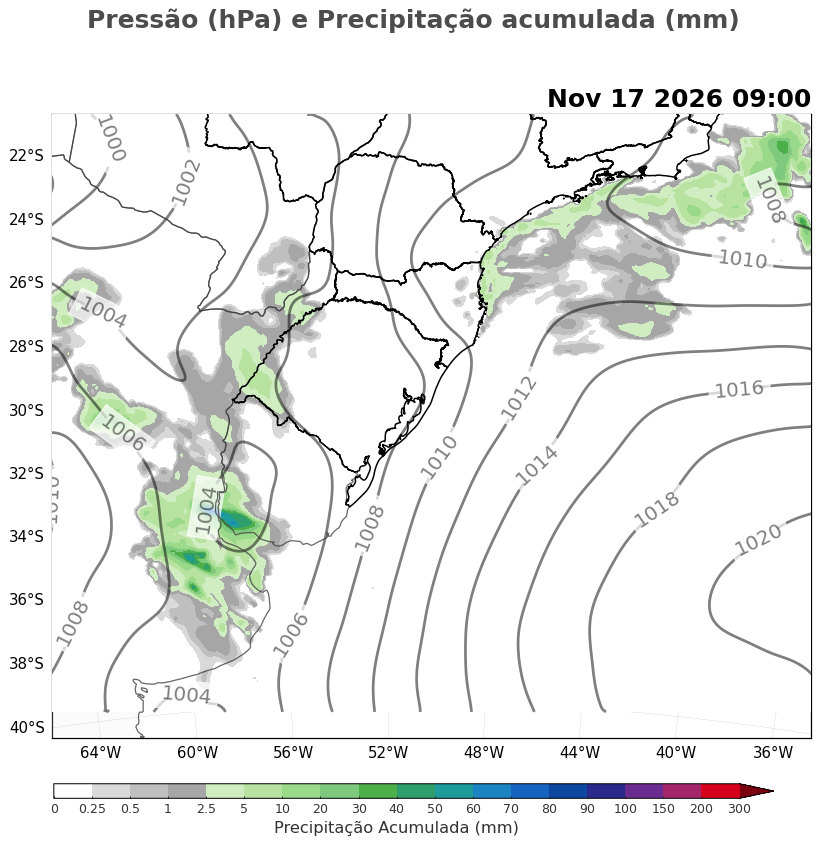 Pressão (hPa) e Precipitação acumulada (mm)
Nov 17 2026 09:00
1000
1002
1004
1006
1010
1008
1004
1004
1006
1008
1010
1012
1014
1016
1018
1020
1008
1010
22°S
24°S
26°S
28°S
30°S
32°S
34°S
36°S
38°S
40°S
64°W 60°W 56°W 52°W 48°W 44°W 40°W 36°W
0 0.25 0.5 1 2.5 5 10 20 30 40 50 60 70 80 90 100 150 200 300
Precipitação Acumulada (mm)